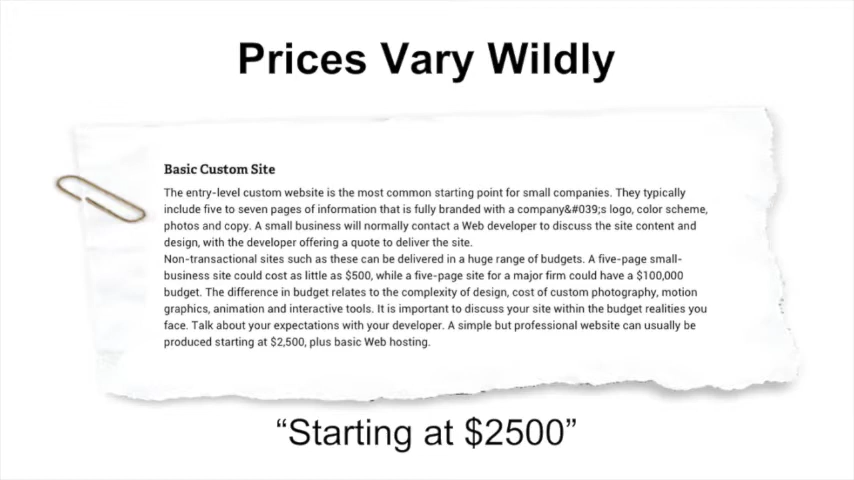 Prices Vary Wildly
Basic Custom Site
The entry-level custom website is the most common starting point for small companies. They typically
include five to seven pages of information that is fully branded with a company&#039;s logo, color scheme,
photos and copy. A small business will normally contact a Web developer to discuss the site content and
design, with the developer offering a quote to deliver the site.
Non-transactional sites such as these can be delivered in a huge range of budgets. A five-page small-
business site could cost as little as $500, while a five-page site for a major firm could have a $100,000
budget. The difference in budget relates to the complexity of design, cost of custom photography, motion
graphics, animation and interactive tools. It is important to discuss your site within the budget realities you
face. Talk about your expectations with your developer. A simple but professional website can usually be
produced starting at $2,500, plus basic Web hosting.
“Starting at $2500”